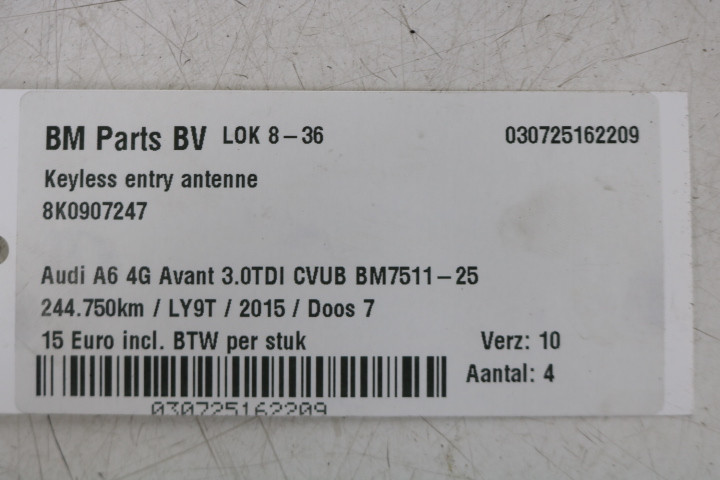 BM Parts BV LOK 8-36 030725162209
Keyless entry antenne
8K0907247
Audi A6 4G Avant 3.0TDI CVUB BM7511-25
244.750km / LY9T / 2015 / Doos 7
15 Euro incl. BTW per stuk Verz: 10
Aantal: 4
030725162209